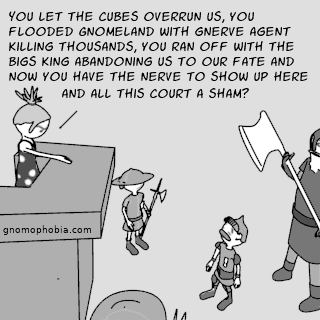 YOU LET THE CUBES OVERRUN US, YOU
FLOODED GNOMELAND WITH GNERVE AGENT
KILLING THOUSANDS, YOU RAN OFF WITH THE
BIGS KING ABANDONING US TO OUR FATE AND
NOW YOU HAVE THE NERVE TO SHOW UP HERE
AND ALL THIS COURT A SHAM?
gnomophobia.com